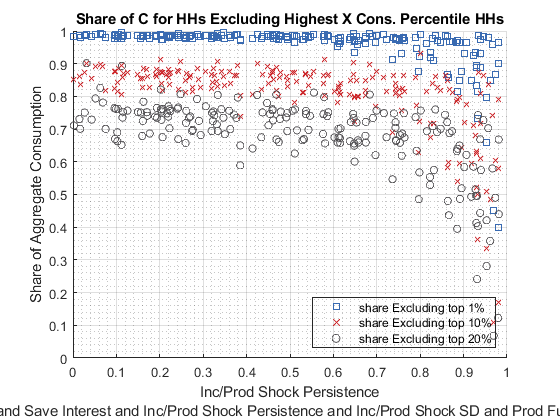 Share of C for HHs Excluding Highest X Cons. Percentile HHs
1
0.9
0.8
0.7
0.6
0.5
0.4
0.3
0.2
0.1
0
Share of Aggregate Consumption
share Excluding top 1%
share Excluding top 10%
share Excluding top 20%
0 0.1 0.2 0.3 0.4 0.5 0.6 0.7 0.8 0.9 1
Inc/Prod Shock Persistence
and Save Interest and Inc/Prod Shock Persistence and Inc/Prod Shock SD and Prod Fu